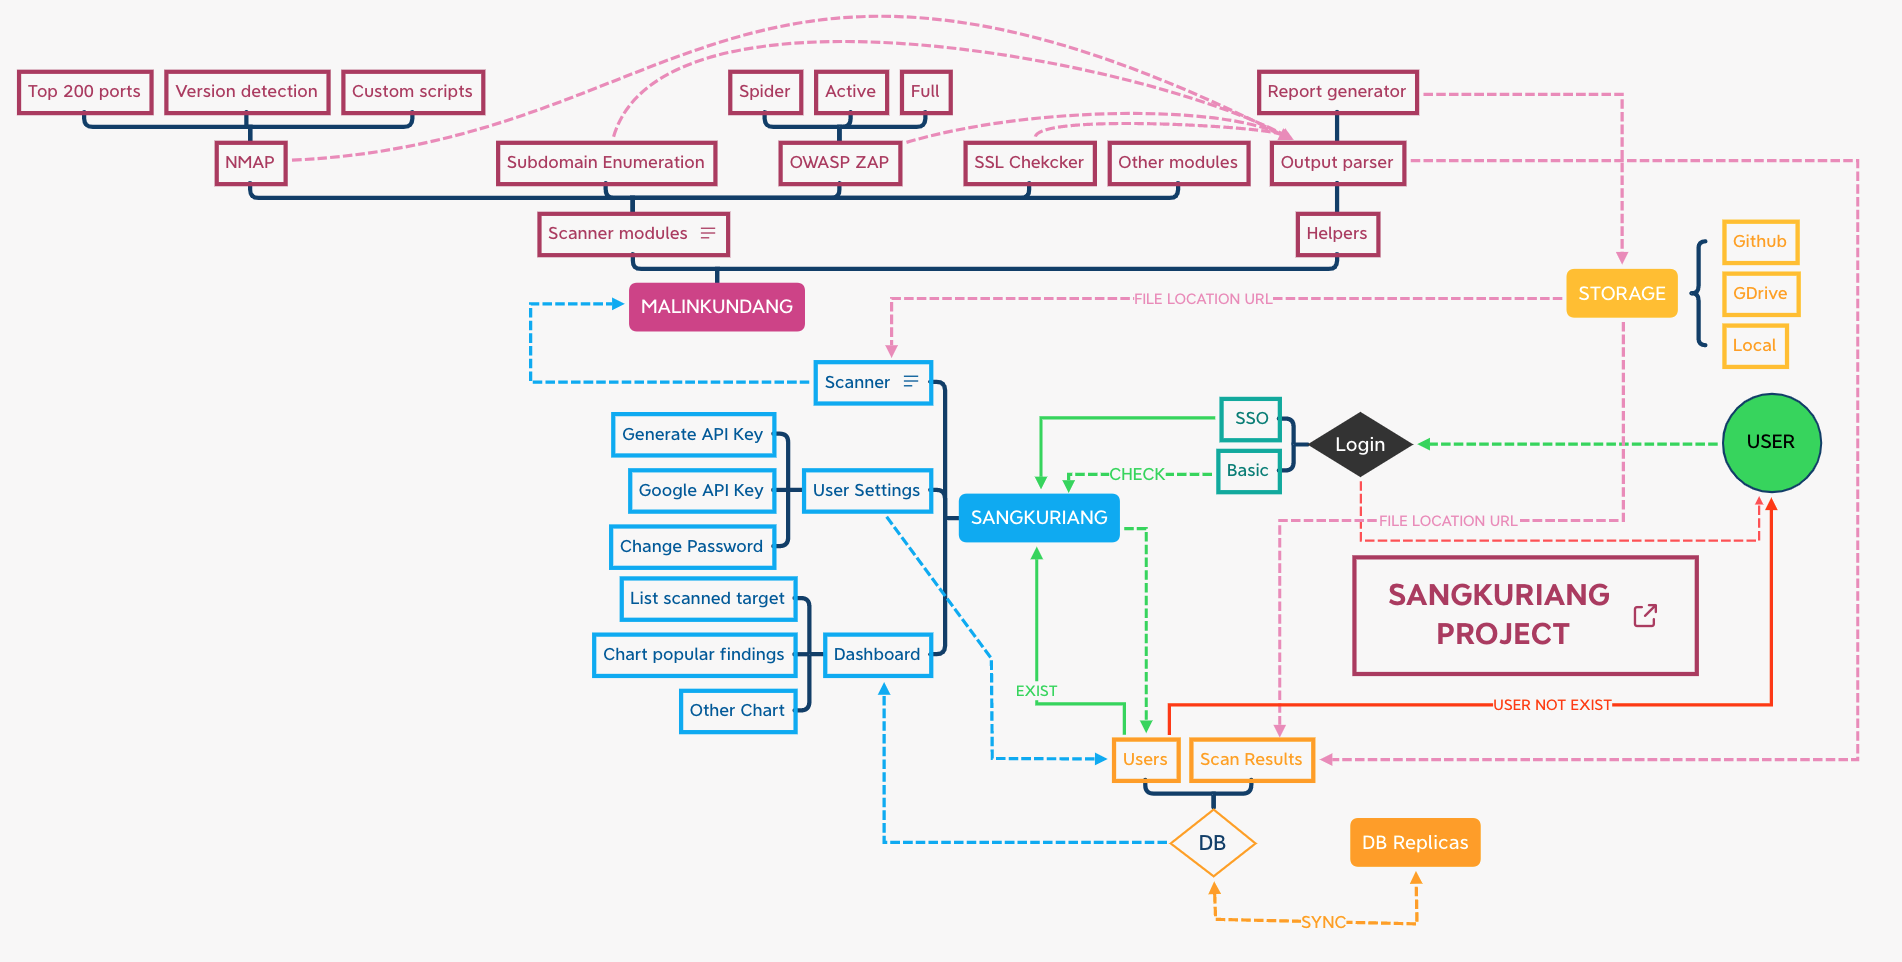 Top 200 ports
Version detection
Custom scripts
Spider
Active
Full
Report generator
NMAP
Subdomain Enumeration
OWASP ZAP
SSL Chekcker
Other modules
Output parser
Scanner modules
Helpers
Github
GDrive
Local
STORAGE
MALINKUNDANG
FILE LOCATION URL
Scanner
SSO
Basic
Login
USER
Generate API Key
Google API Key
Change Password
User Settings
CHECK
SANGKURIANG
FILE LOCATION URL
List scanned target
Chart popular findings
Other Chart
Dashboard
SANGKURIANG
PROJECT
EXIST
USER NOT EXIST
Users
Scan Results
DB
DB Replicas
SYNC